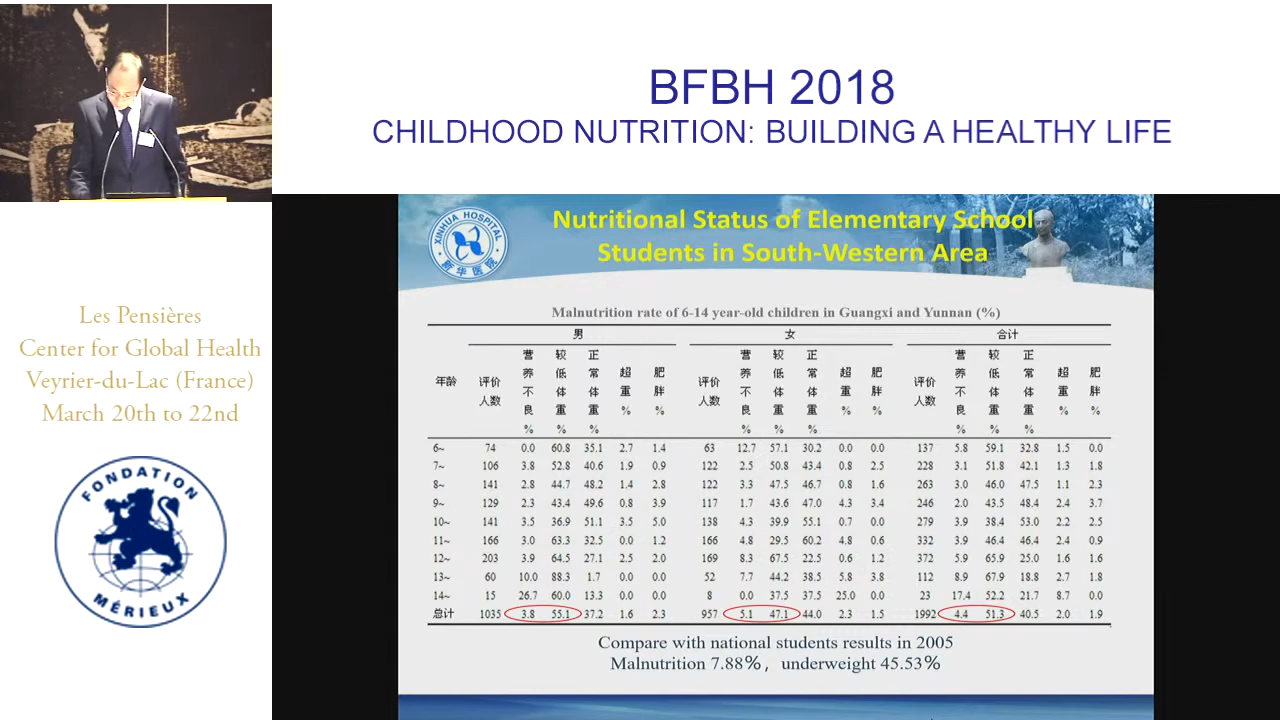 BFBH 2018
CHILDHOOD NUTRITION: BUILDING A HEALTHY LIFE
Les Pensières
Center for Global Health
Veyrier-du-Lac (France)
March 20th to 22nd
FONDATION
MÉRIEUX
XINHUA HOSPITAL
新华医院
Nutritional Status of Elementary School
Students in South-Western Area
Malnutrition rate of 6-14 year-old children in Guangxi and Yunnan (%)
男 女 合计
年龄 评价人数 营养不良% 较低体重% 正常体重% 超重% 肥胖% 评价人数 营养不良% 较低体重% 正常体重% 超重% 肥胖% 评价人数 营养不良% 较低体重% 正常体重% 超重% 肥胖%
6~ 74 0.0 60.8 35.1 2.7 1.4 63 12.7 57.1 30.2 0.0 0.0 137 5.8 59.1 32.8 1.5 0.0
7~ 106 3.8 52.8 40.6 1.9 0.9 122 2.5 50.8 43.4 0.8 2.5 228 3.1 51.8 42.1 1.3 1.8
8~ 141 2.8 44.7 48.2 1.4 2.8 122 3.3 47.5 46.7 0.8 1.6 263 3.0 46.0 47.5 1.1 2.3
9~ 129 2.3 43.4 49.6 0.8 3.9 117 1.7 43.6 47.0 4.3 3.4 246 2.0 43.5 48.4 2.4 3.7
10~ 141 3.5 36.9 51.1 3.5 5.0 138 4.3 39.9 55.1 0.7 0.0 279 3.9 38.4 53.0 2.2 2.5
11~ 166 3.0 63.3 32.5 0.0 1.2 166 4.8 29.5 60.2 4.8 0.6 332 3.9 46.4 46.4 2.4 0.9
12~ 203 3.9 64.5 27.1 2.5 2.0 169 8.3 67.5 22.5 0.6 1.2 372 5.9 65.9 25.0 1.6 1.6
13~ 60 10.0 88.3 1.7 0.0 0.0 52 7.7 44.2 38.5 5.8 3.8 112 8.9 67.9 18.8 2.7 1.8
14~ 15 26.7 60.0 13.3 0.0 0.0 8 0.0 37.5 37.5 25.0 0.0 23 17.4 52.2 21.7 8.7 0.0
总计 1035 3.8 55.1 37.2 1.6 2.3 957 5.1 47.1 44.0 2.3 1.5 1992 4.4 51.3 40.5 2.0 1.9
Compare with national students results in 2005
Malnutrition 7.88%, underweight 45.53%